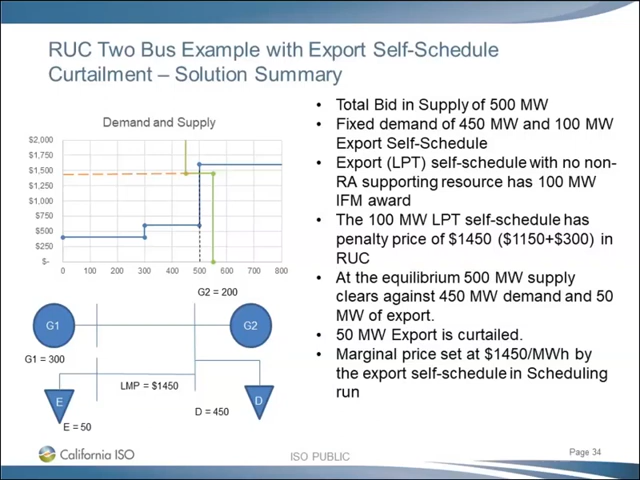 RUC Two Bus Example with Export Self-Schedule
Curtailment – Solution Summary
Demand and Supply
$2,000
$1,750
$1,500
$1,250
$1,000
$750
$500
$250
$-
0 100 200 300 400 500 600 700 800
G2 = 200
G1
G2
G1 = 300
LMP = $1450
E
D
D = 450
E = 50
• Total Bid in Supply of 500 MW
• Fixed demand of 450 MW and 100 MW
Export Self-Schedule
• Export (LPT) self-schedule with no non-
RA supporting resource has 100 MW
IFM award
• The 100 MW LPT self-schedule has
penalty price of $1450 ($1150+$300) in
RUC
• At the equilibrium 500 MW supply
clears against 450 MW demand and 50
MW of export.
• 50 MW Export is curtailed.
• Marginal price set at $1450/MWh by
the export self-schedule in Scheduling
run
California ISO
ISO PUBLIC
Page 34